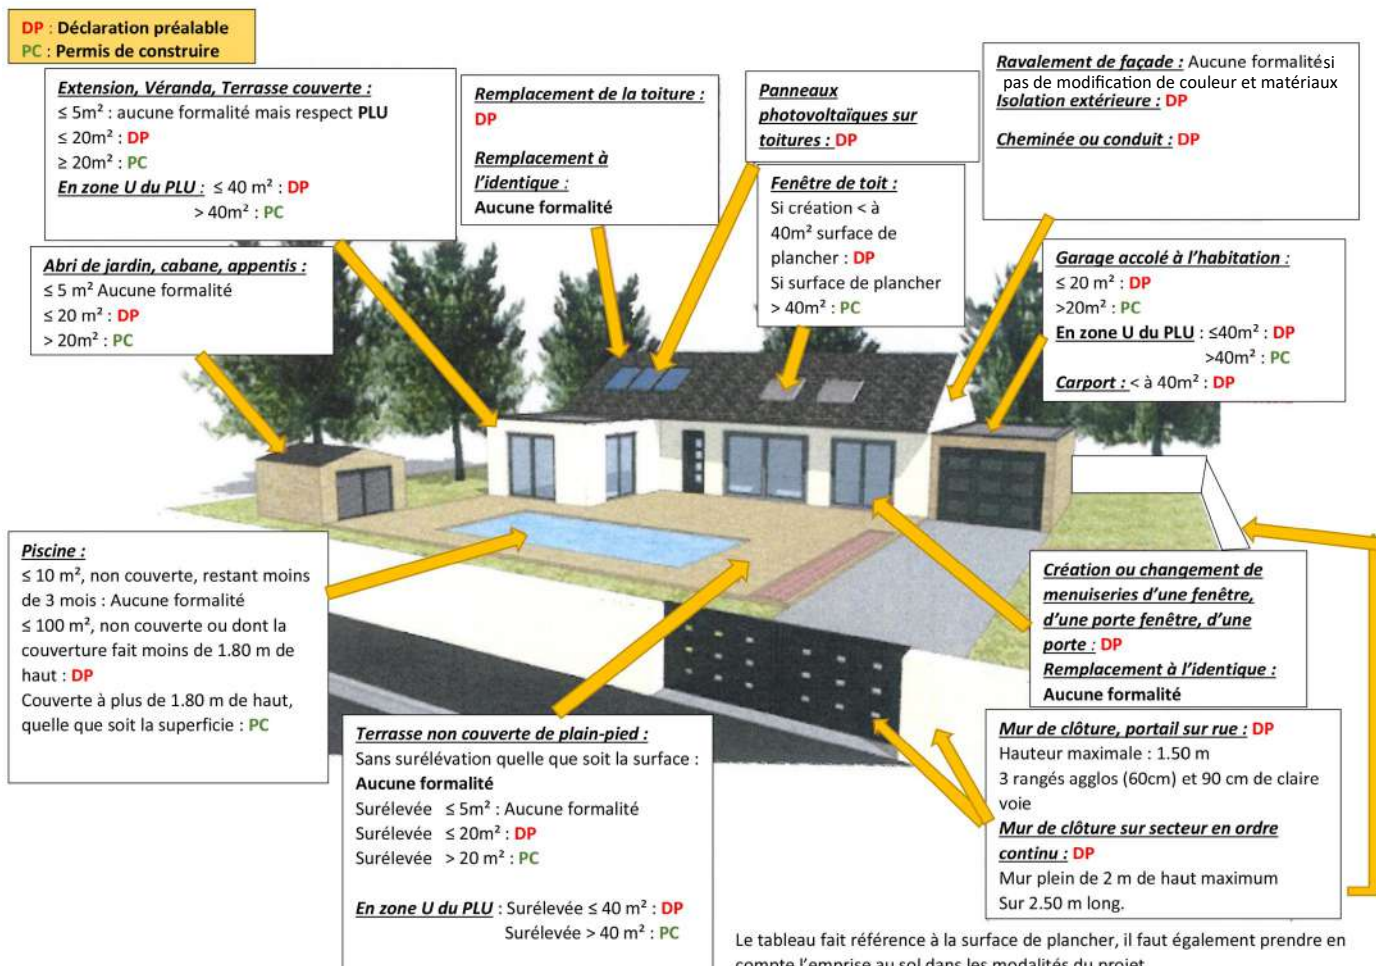 DP : Déclaration préalable
PC : Permis de construire
Extension, Véranda, Terrasse couverte :
≤ 5m² : aucune formalité mais respect PLU
≤ 20m² : DP
≥ 20m² : PC
En zone U du PLU : ≤ 40 m² : DP
> 40m² : PC
Remplacement de la toiture :
DP
Remplacement à
l'identique :
Aucune formalité
Panneaux
photovoltaïques sur
toitures : DP
Ravalement de façade : Aucune formalité si
pas de modification de couleur et matériaux
Isolation extérieure : DP
Cheminée ou conduit : DP
Fenêtre de toit :
Si création < à
40m² surface de
plancher : DP
Si surface de plancher
> 40m² : PC
Abri de jardin, cabane, appentis :
≤ 5 m² Aucune formalité
≤ 20 m² : DP
> 20m² : PC
Garage accolé à l'habitation :
≤ 20 m² : DP
>20m² : PC
En zone U du PLU : ≤40m² : DP
>40m² : PC
Carport : < à 40m² : DP
Piscine :
≤ 10 m², non couverte, restant moins
de 3 mois : Aucune formalité
≤ 100 m², non couverte ou dont la
couverture fait moins de 1.80 m de
haut : DP
Couverte à plus de 1.80 m de haut,
quelle que soit la superficie : PC
Création ou changement de
menuiseries d'une fenêtre,
d'une porte fenêtre, d'une
porte : DP
Remplacement à l'identique :
Aucune formalité
Terrasse non couverte de plain-pied :
Sans surélévation quelle que soit la surface :
Aucune formalité
Surélevée ≤ 5m² : Aucune formalité
Surélevée ≤ 20m² : DP
Surélevée > 20 m² : PC
En zone U du PLU : Surélevée ≤ 40 m² : DP
Surélevée > 40 m² : PC
Mur de clôture, portail sur rue : DP
Hauteur maximale : 1.50 m
3 rangés agglos (60cm) et 90 cm de claire
voie
Mur de clôture sur secteur en ordre
continu : DP
Mur plein de 2 m de haut maximum
Sur 2.50 m long.
Le tableau fait référence à la surface de plancher, il faut également prendre en
compte l'emprise au sol dans les modalités du projet